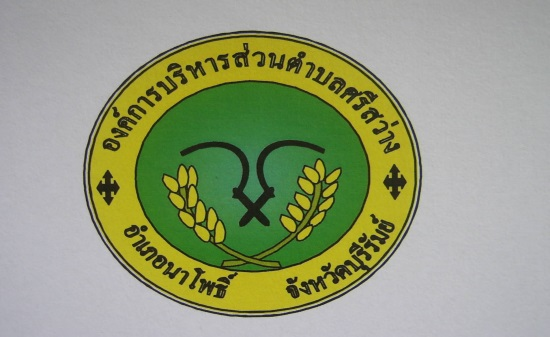 องค์การบริหารส่วนตำบลศรีสว่าง
อำเภอนาโพธิ์
จังหวัดบุรีรัมย์